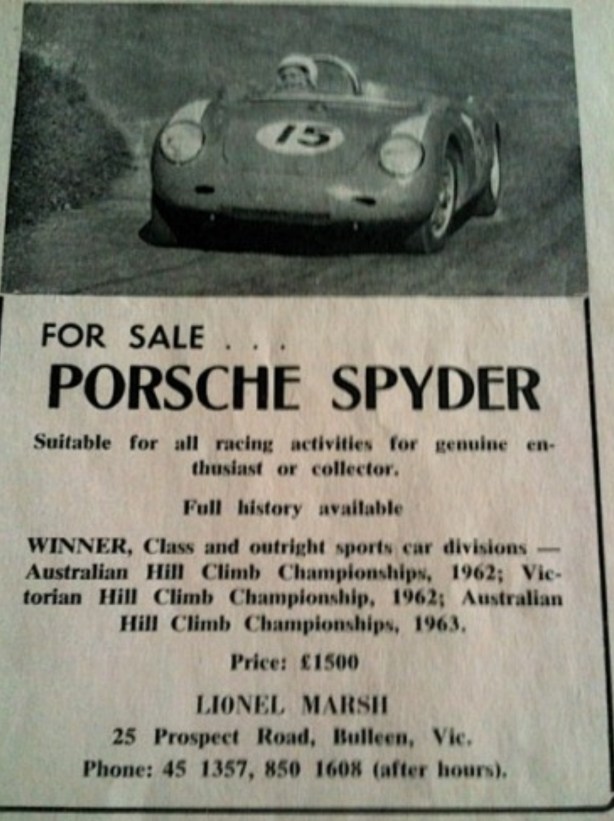 15
FOR SALE . . .
PORSCHE SPYDER
Suitable for all racing activities for genuine en-
thusiast or collector.
Full history available
WINNER, Class and outright sports car divisions —
Australian Hill Climb Championships, 1962; Vic-
torian Hill Climb Championship, 1962; Australian
Hill Climb Championships, 1963.
Price: £1500
LIONEL MARSH
25 Prospect Road, Bulleen, Vic.
Phone: 45 1357, 850 1608 (after hours).